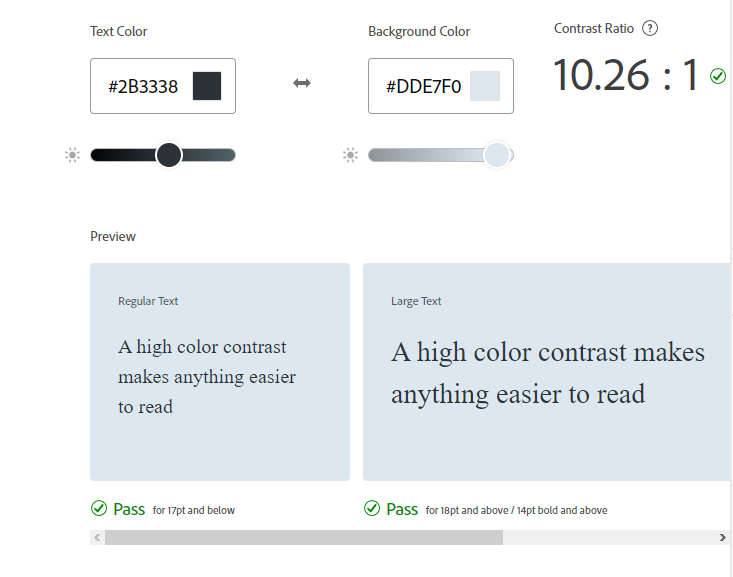 Text Color
Background Color
Contrast Ratio ?
#2B3338
#DDE7F0
10.26 : 1
Preview
Regular Text
A high color contrast
makes anything easier
to read
Large Text
A high color contrast makes
anything easier to read
Pass for 17pt and below
Pass for 18pt and above / 14pt bold and above